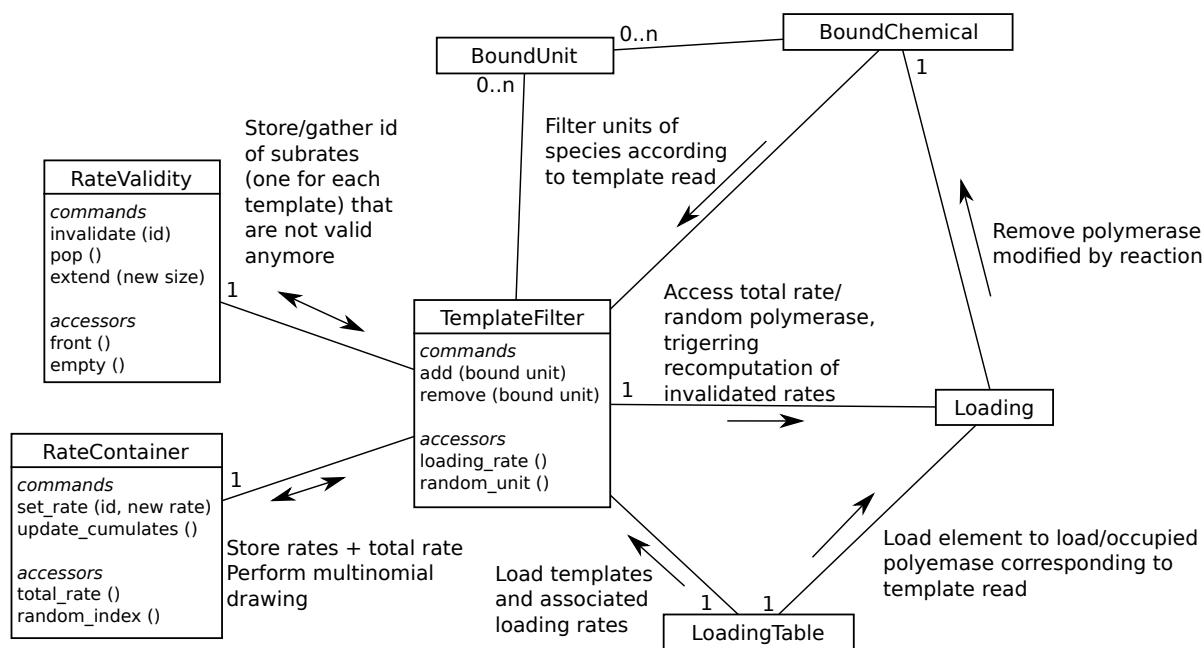 BoundUnit
0..n
0..n
BoundChemical
1
Store/gather id
of subrates
(one for each
template) that
are not valid
anymore
Filter units of
species according
to template read
RateValidity
commands
invalidate (id)
pop ()
extend (new size)
accessors
front ()
empty ()
1
Remove polymerase
modified by reaction
TemplateFilter
commands
add (bound unit)
remove (bound unit)
accessors
loading_rate ()
random_unit ()
Access total rate/
random polymerase,
trigerring
recomputation of
invalidated rates
1
Loading
RateContainer
commands
set_rate (id, new rate)
update_cumulates ()
accessors
total_rate ()
random_index ()
1
Store rates + total rate
Perform multinomial
drawing
Load templates
and associated
loading rates
1
1
LoadingTable
Load element to load/occupied
polyemase corresponding to
template read